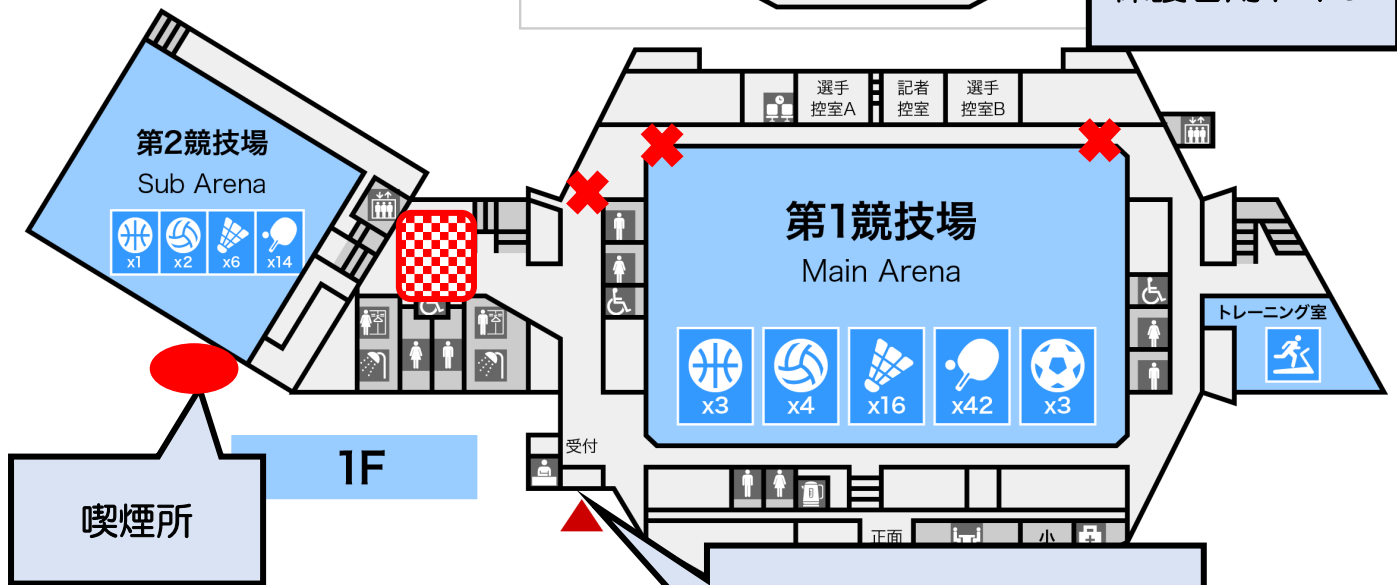 選手
控室A
記者
控室
選手
控室B
第2競技場
Sub Arena
x1
x2
x6
x14
第1競技場
Main Arena
x3
x4
x16
x42
x3
トレーニング室
受付
1F
喫煙所
正面
小